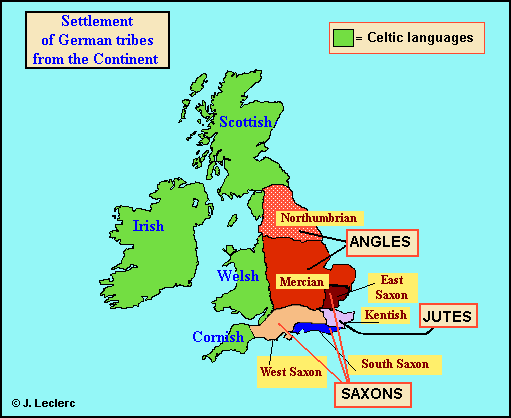 Settlement
of German tribes
from the Continent
= Celtic languages
Scottish
Irish
Northumbrian
ANGLES
Welsh
Mercian
East
Saxon
Kentish
JUTES
Cornish
West Saxon
South Saxon
SAXONS
© J. Leclerc